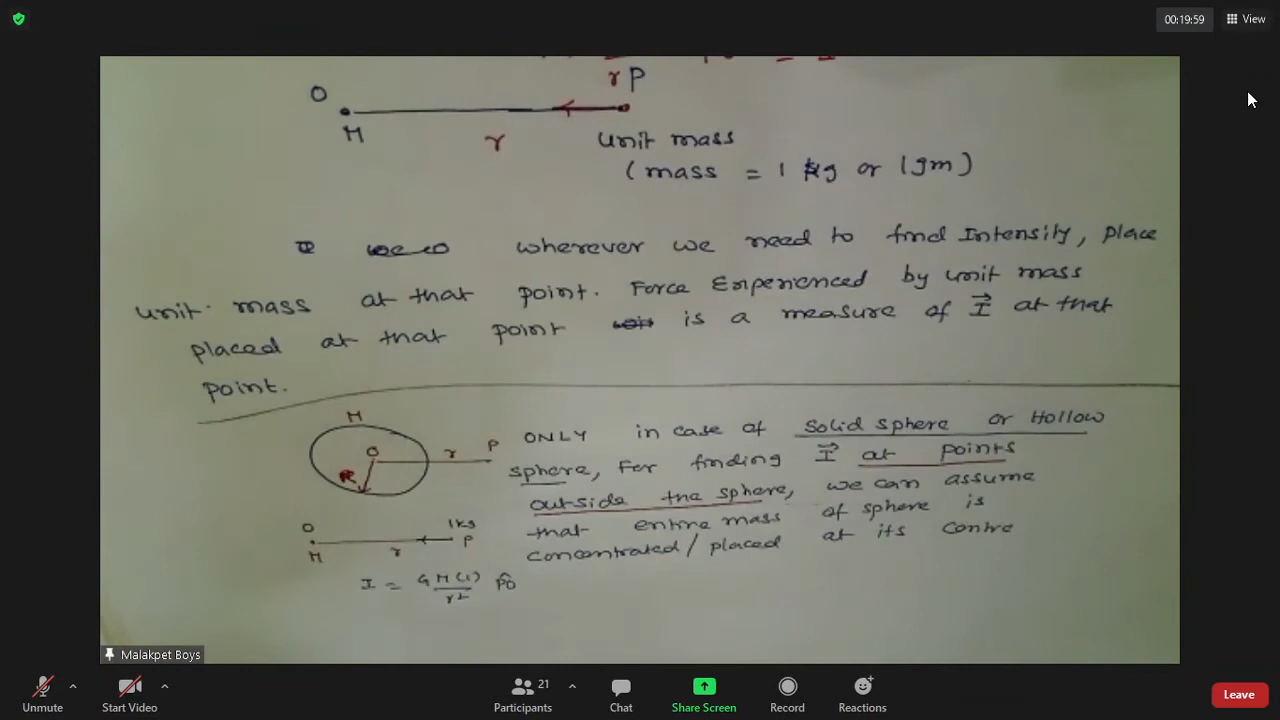 00:19:59 View
r P
O
M
r
unit mass
(mass = 1 kg or 1gm)
wherever we need to find Intensity, place
unit mass at that point. Force Experienced by unit mass
placed at that point is a measure of I⃗ at that
point.
M
O r P
R
ONLY in case of solid sphere or Hollow
sphere, For finding I⃗ at points
outside the sphere, we can assume
that entire mass of sphere is
concentrated/placed at its centre
O 1kg
M r P
I = GM(1)/r² P̂O
Malakpet Boys
Unmute Start Video 21 Participants Chat Share Screen Record Reactions Leave